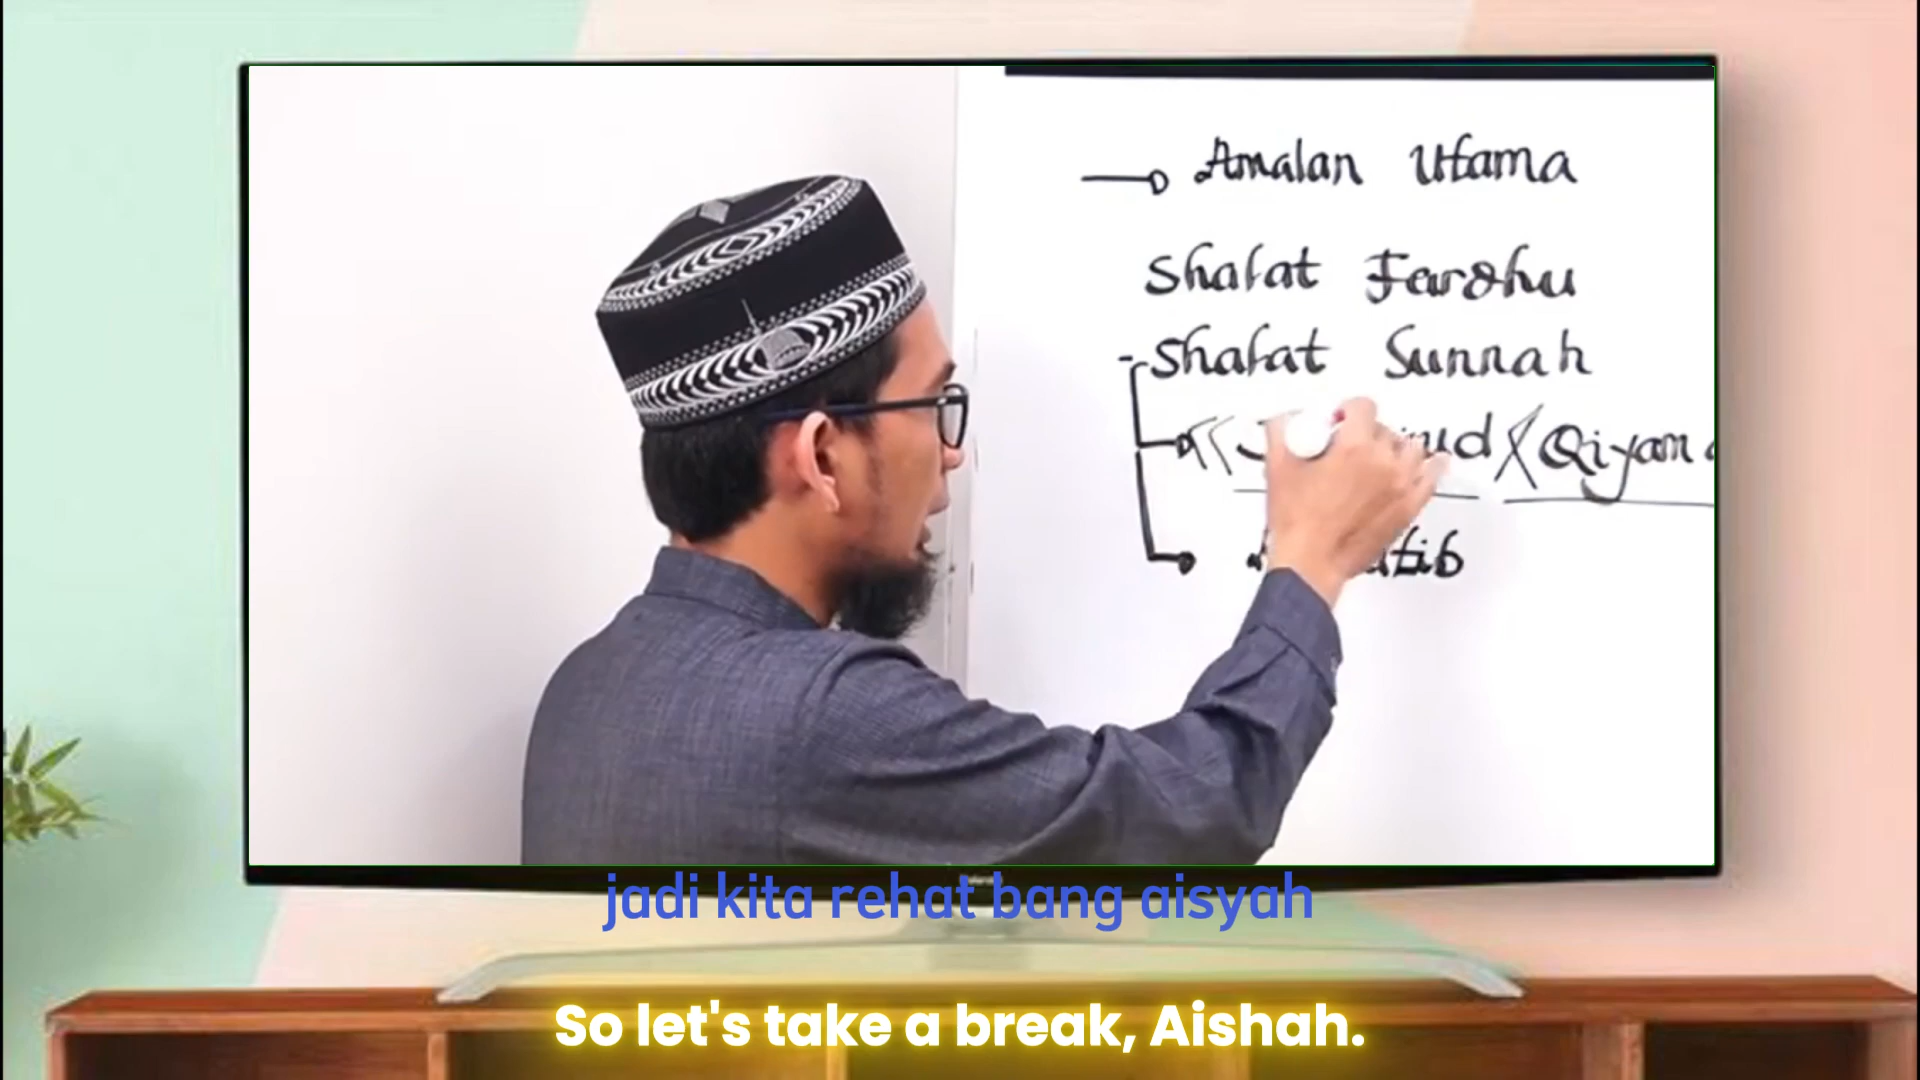 Amalan Utama
Shalat Fardhu
- Shalat Sunnah
Qiyam
jadi kita rehat bang aisyah
So let's take a break, Aishah.